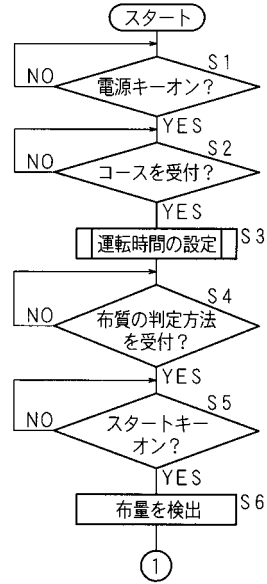 スタート
S1
電源キーオン?
NO
YES
S2
コースを受付?
NO
YES
運転時間の設定
S3
S4
布質の判定方法
を受付?
NO
YES
S5
スタートキー
オン?
NO
YES
布量を検出
S6
1